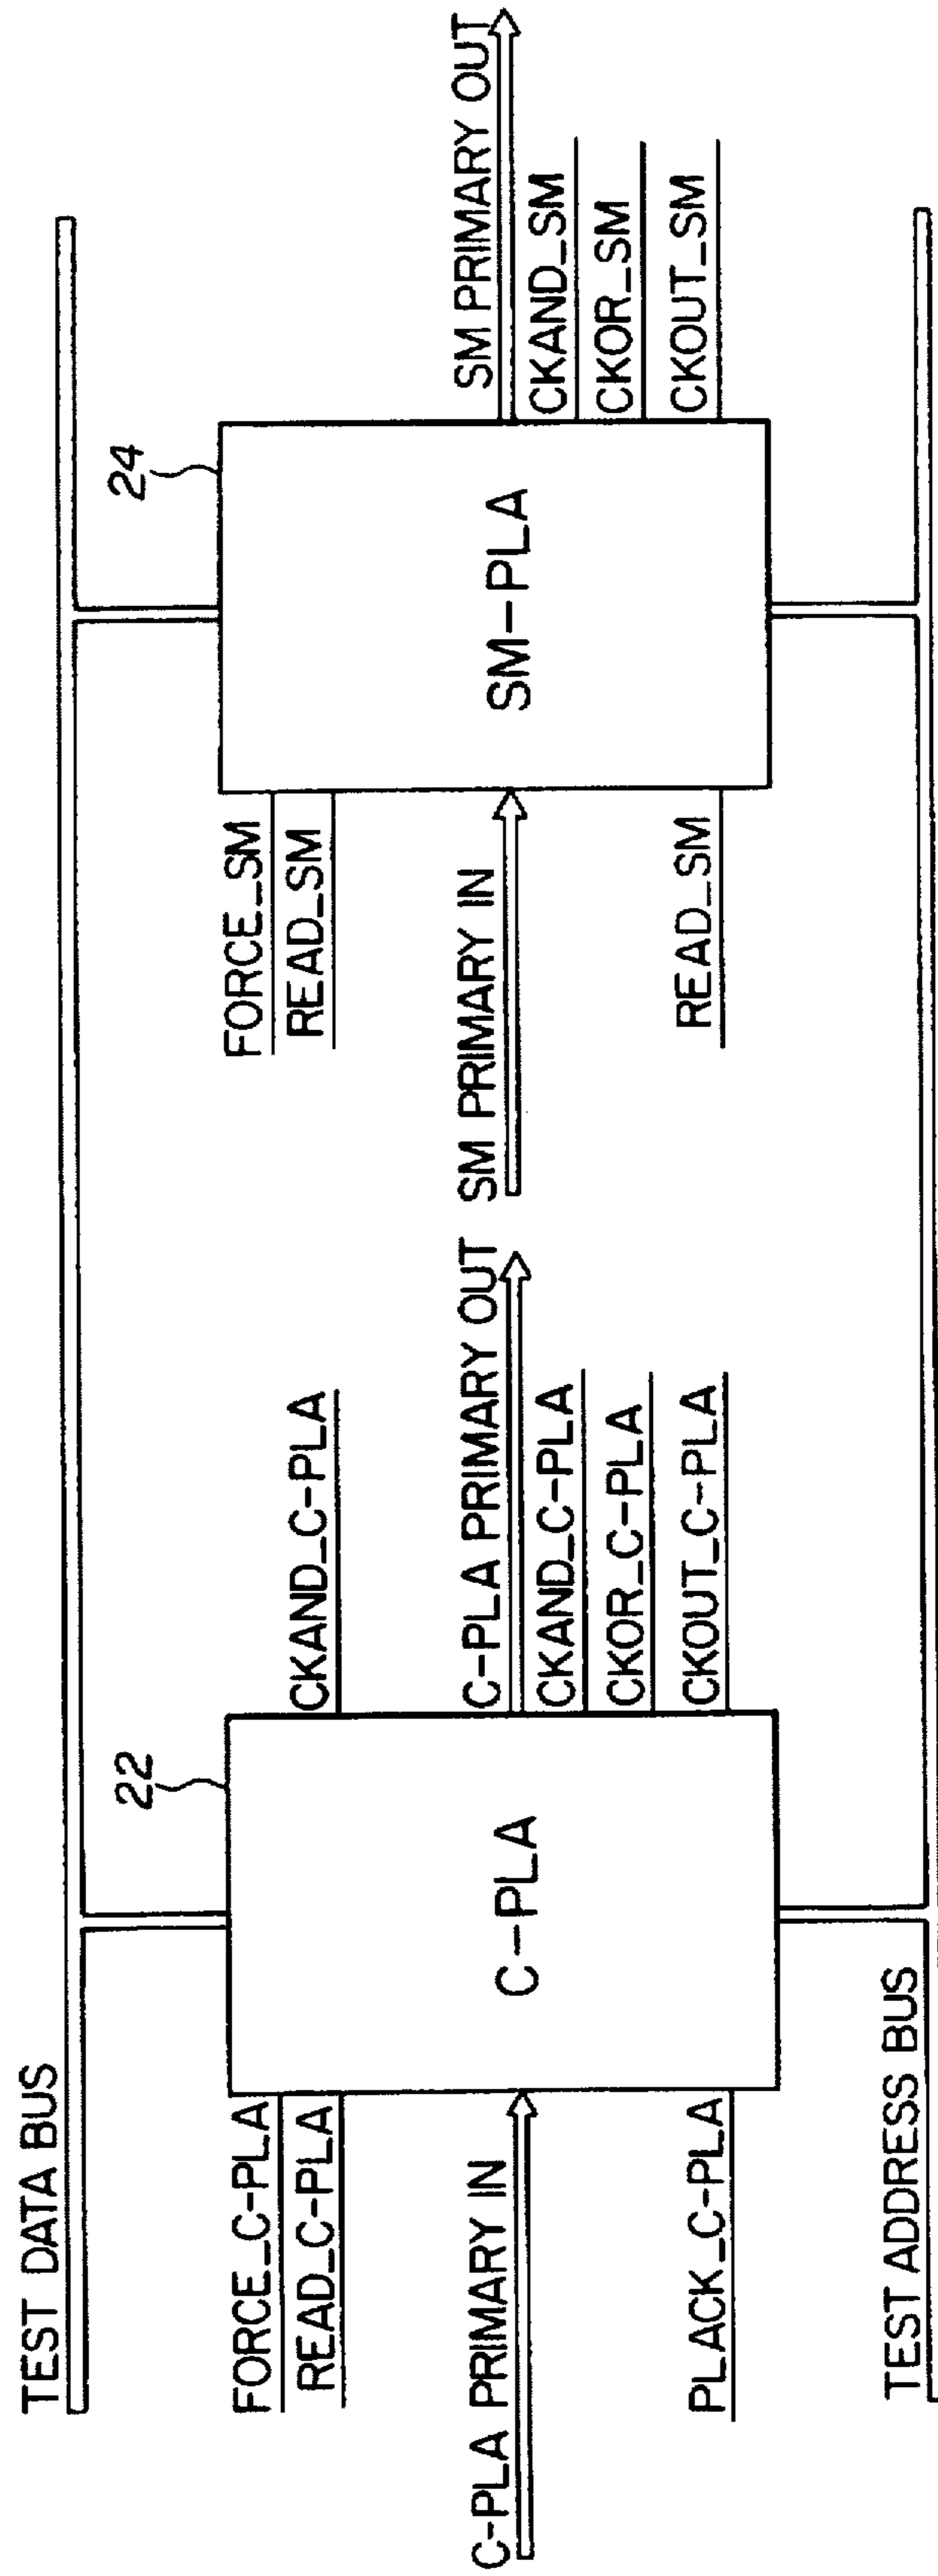 TEST DATA BUS
22
24
FORCE_C-PLA
READ_C-PLA
C-PLA PRIMARY IN
PLACK_C-PLA
C-PLA
CKAND_C-PLA
C-PLA PRIMARY OUT
CKAND_C-PLA
CKOR_C-PLA
CKOUT_C-PLA
FORCE_SM
READ_SM
SM PRIMARY IN
READ_SM
SM-PLA
SM PRIMARY OUT
CKAND_SM
CKOR_SM
CKOUT_SM
TEST ADDRESS BUS